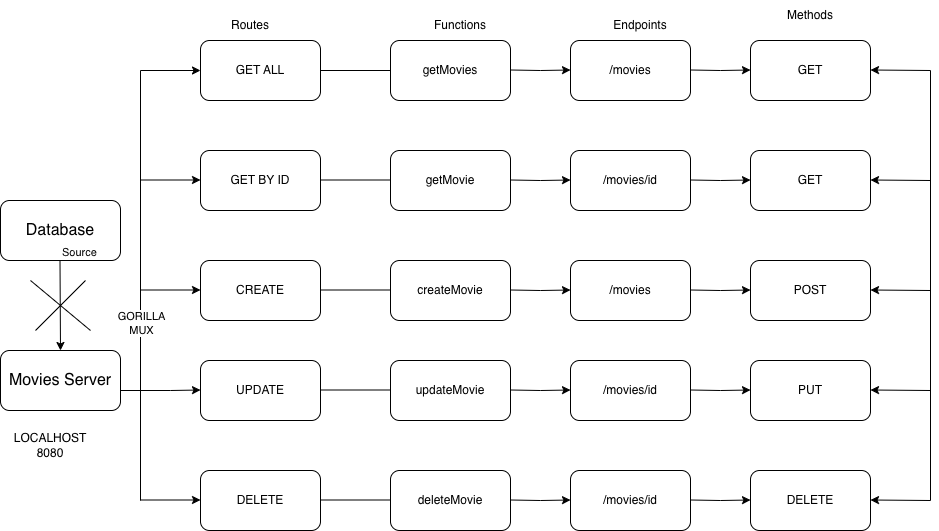 Routes
Functions
Endpoints
Methods
GET ALL
getMovies
/movies
GET
GET BY ID
getMovie
/movies/id
GET
Database
Source
CREATE
createMovie
/movies
POST
GORILLA
MUX
Movies Server
UPDATE
updateMovie
/movies/id
PUT
LOCALHOST
8080
DELETE
deleteMovie
/movies/id
DELETE